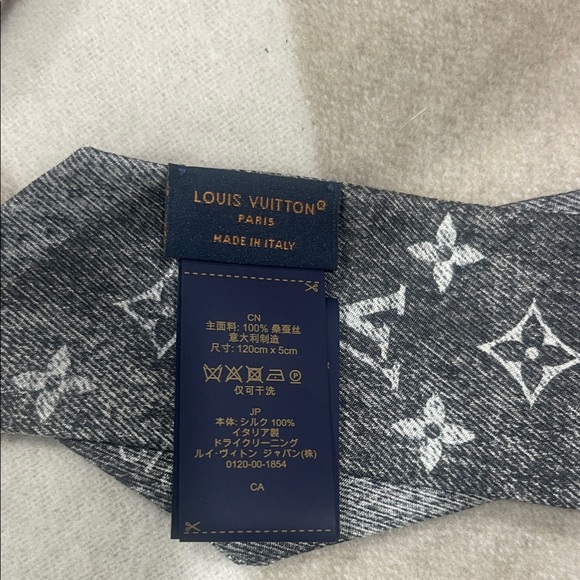 LOUIS VUITTON®
PARIS
MADE IN ITALY
CN
主面料: 100% 桑蚕丝
意大利制造
尺寸: 120cm x 5cm
仅可干洗
JP
本体: シルク 100%
イタリア製
ドライクリーニング
ルイ・ヴィトン ジャパン(株)
0120-00-1854
CA